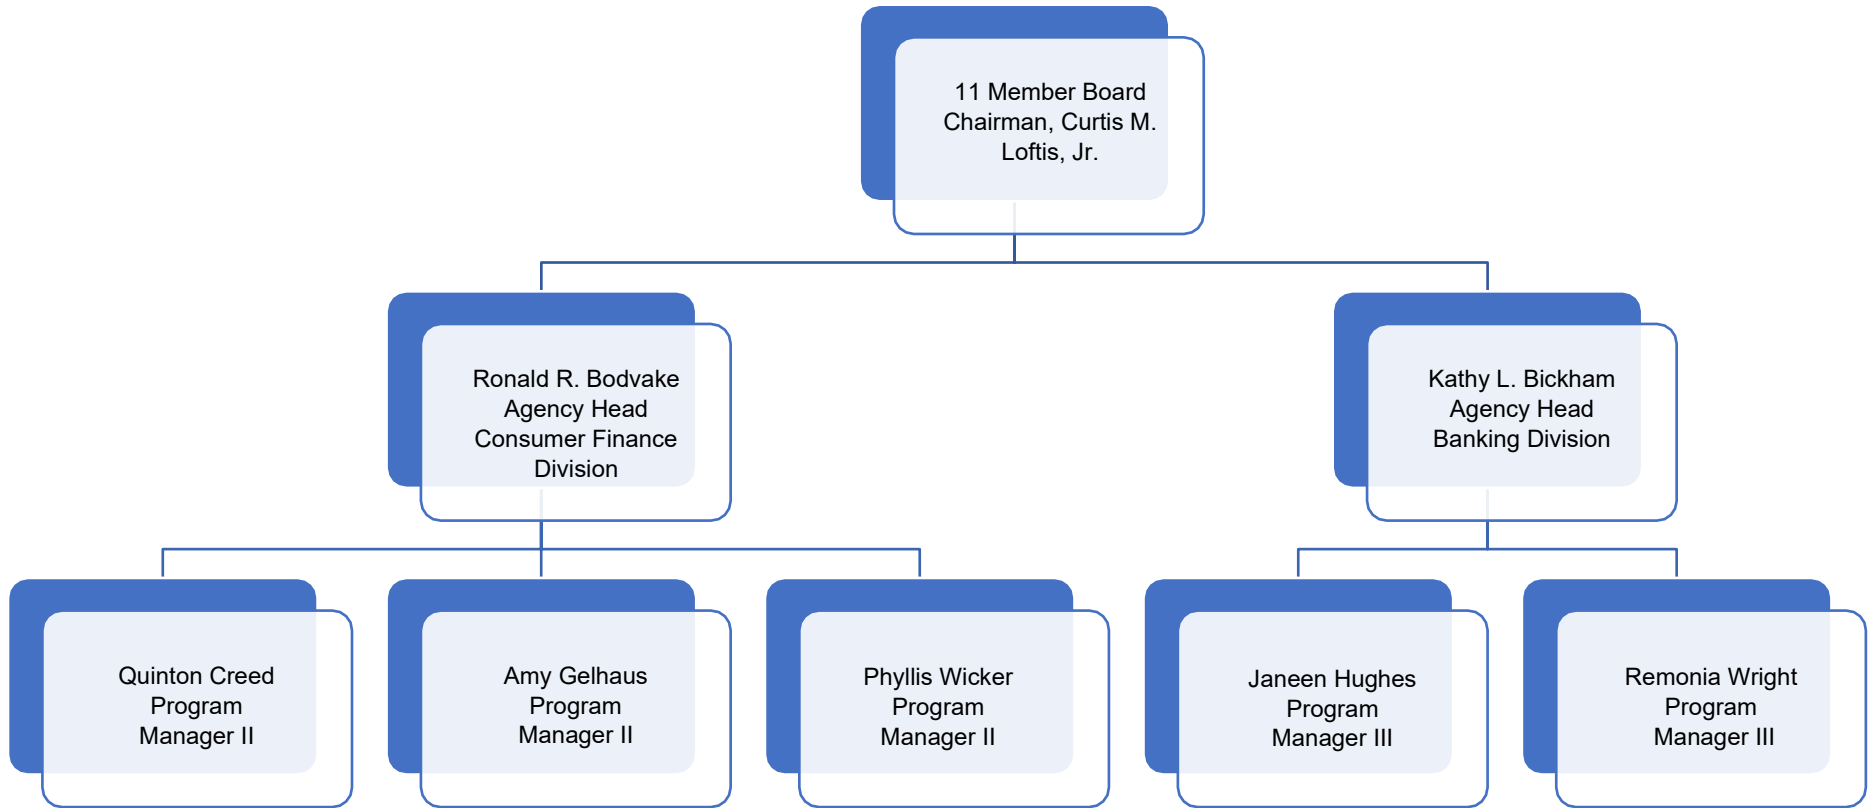 11 Member Board
Chairman, Curtis M.
Loftis, Jr.
Ronald R. Bodvake
Agency Head
Consumer Finance
Division
Kathy L. Bickham
Agency Head
Banking Division
Quinton Creed
Program
Manager II
Amy Gelhaus
Program
Manager II
Phyllis Wicker
Program
Manager II
Janeen Hughes
Program
Manager III
Remonia Wright
Program
Manager III